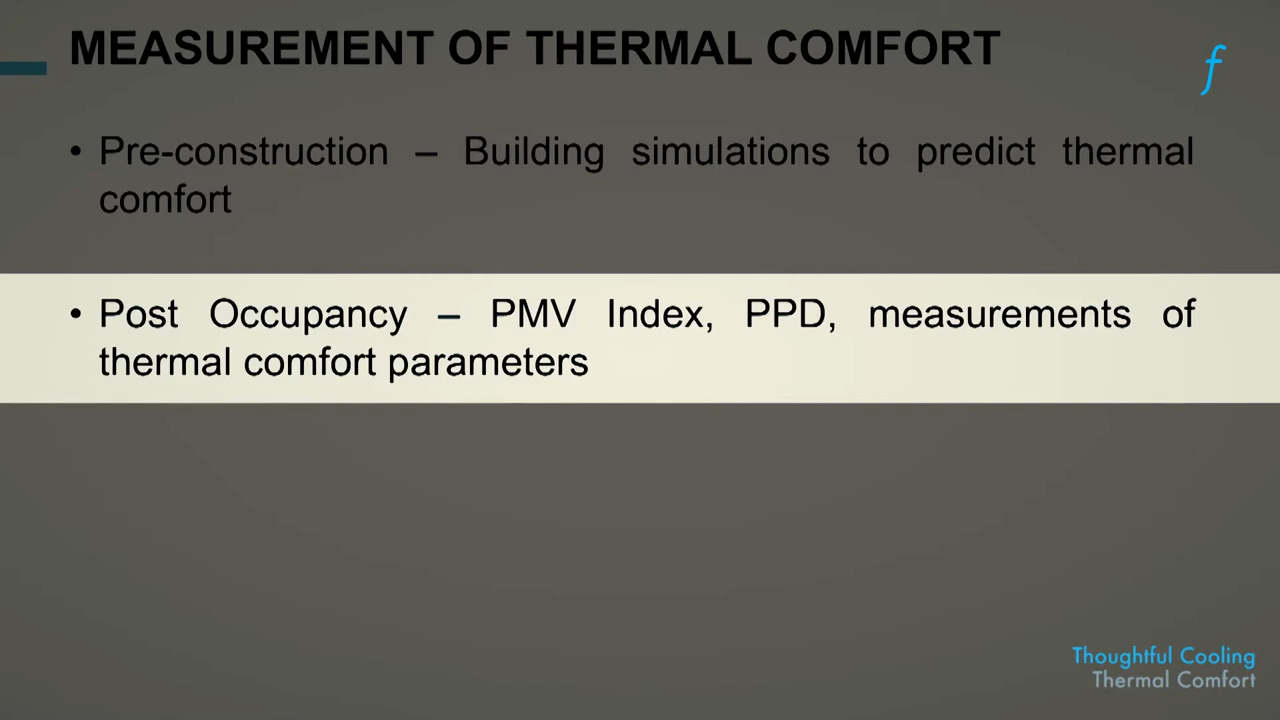 MEASUREMENT OF THERMAL COMFORT
f
• Pre-construction – Building simulations to predict thermal
comfort
• Post Occupancy – PMV Index, PPD, measurements of
thermal comfort parameters
Thoughtful Cooling
Thermal Comfort